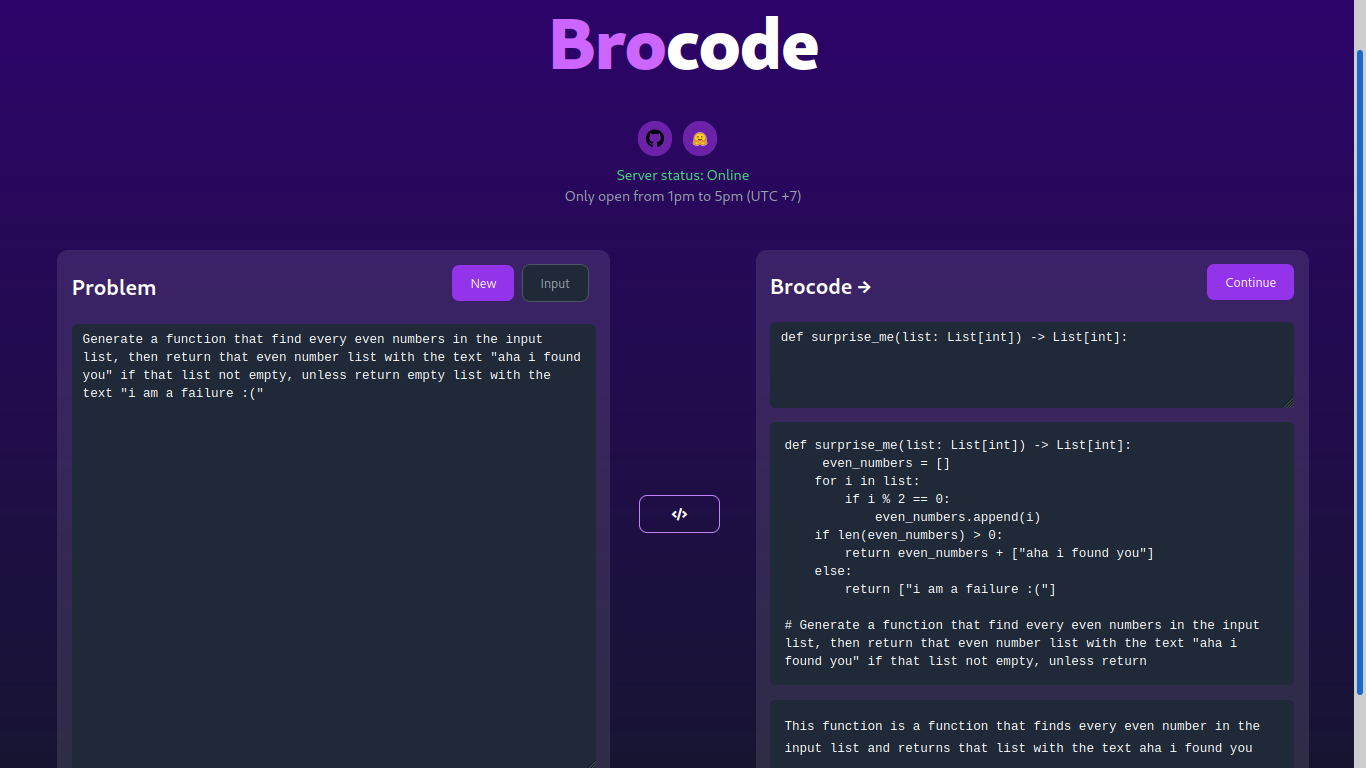 Brocode
Server status: Online
Only open from 1pm to 5pm (UTC +7)
Problem
New
Input
Generate a function that find every even numbers in the input
list, then return that even number list with the text "aha i found
you" if that list not empty, unless return empty list with the
text "i am a failure :("
Brocode →
Continue
def surprise_me(list: List[int]) -> List[int]:
def surprise_me(list: List[int]) -> List[int]:
     even_numbers = []
    for i in list:
        if i % 2 == 0:
            even_numbers.append(i)
    if len(even_numbers) > 0:
        return even_numbers + ["aha i found you"]
    else:
        return ["i am a failure :("]
# Generate a function that find every even numbers in the input
list, then return that even number list with the text "aha i
found you" if that list not empty, unless return
This function is a function that finds every even number in the
input list and returns that list with the text aha i found you